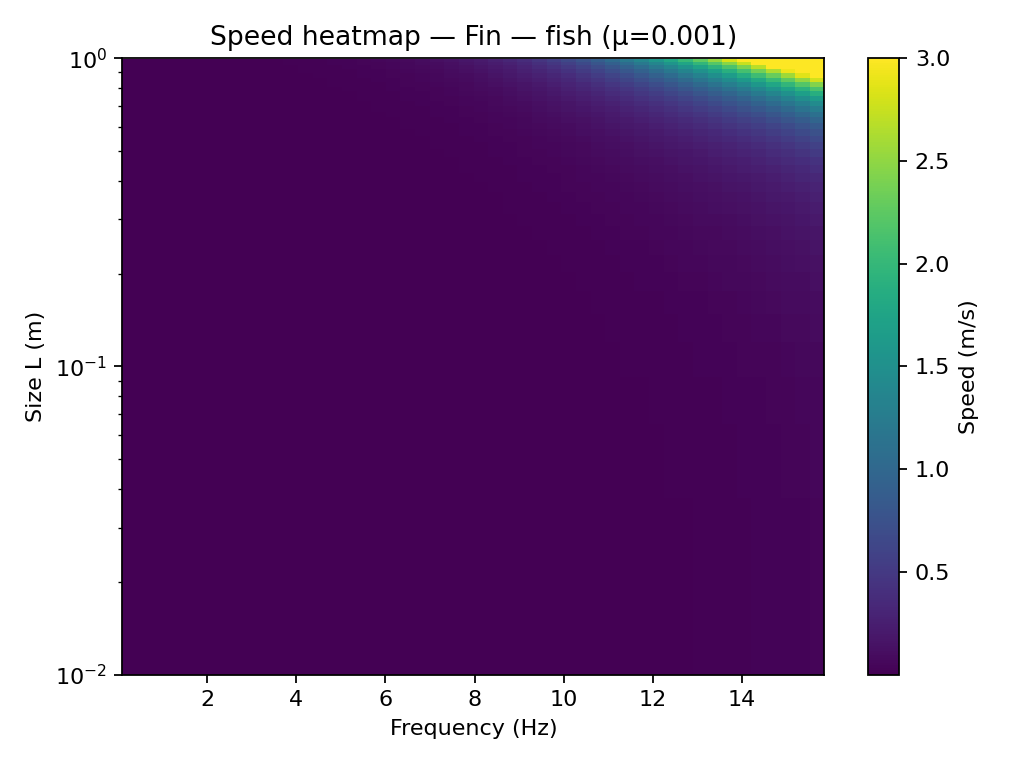 Speed heatmap — Fin — fish (μ=0.001)
10⁰
10⁻¹
10⁻²
Size L (m)
2 4 6 8 10 12 14
Frequency (Hz)
3.0
2.5
2.0
1.5
1.0
0.5
Speed (m/s)